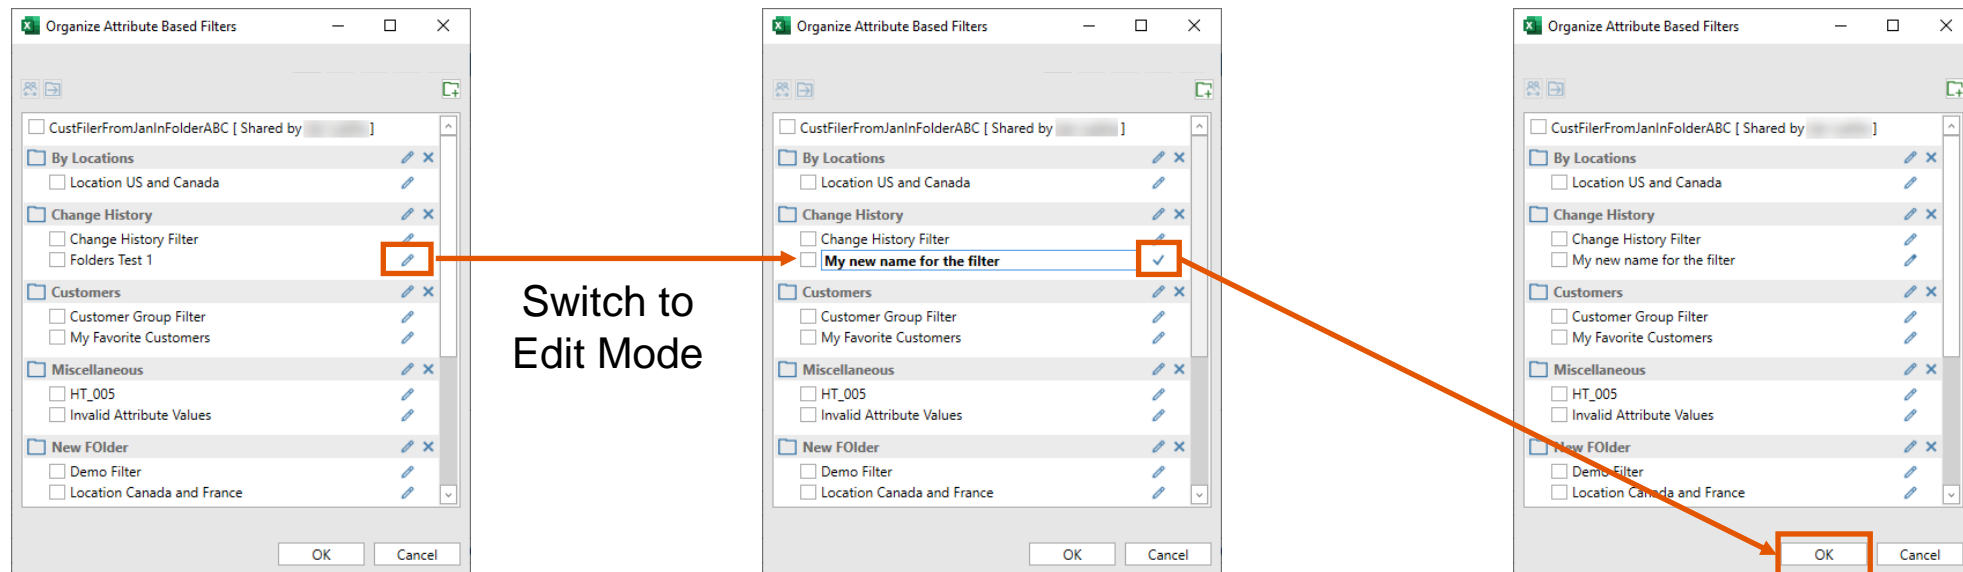 Organize Attribute Based Filters
CustFilerFromJanInFolderABC [ Shared by ]
By Locations
Location US and Canada
Change History
Change History Filter
Folders Test 1
Customers
Customer Group Filter
My Favorite Customers
Miscellaneous
HT_005
Invalid Attribute Values
New FOlder
Demo Filter
Location Canada and France
OK Cancel
Switch to
Edit Mode
Organize Attribute Based Filters
CustFilerFromJanInFolderABC [ Shared by ]
By Locations
Location US and Canada
Change History
Change History Filter
My new name for the filter
Customers
Customer Group Filter
My Favorite Customers
Miscellaneous
HT_005
Invalid Attribute Values
New FOlder
Demo Filter
Location Canada and France
OK Cancel
Organize Attribute Based Filters
CustFilerFromJanInFolderABC [ Shared by ]
By Locations
Location US and Canada
Change History
Change History Filter
My new name for the filter
Customers
Customer Group Filter
My Favorite Customers
Miscellaneous
HT_005
Invalid Attribute Values
New FOlder
Demo Filter
Location Canada and France
OK Cancel